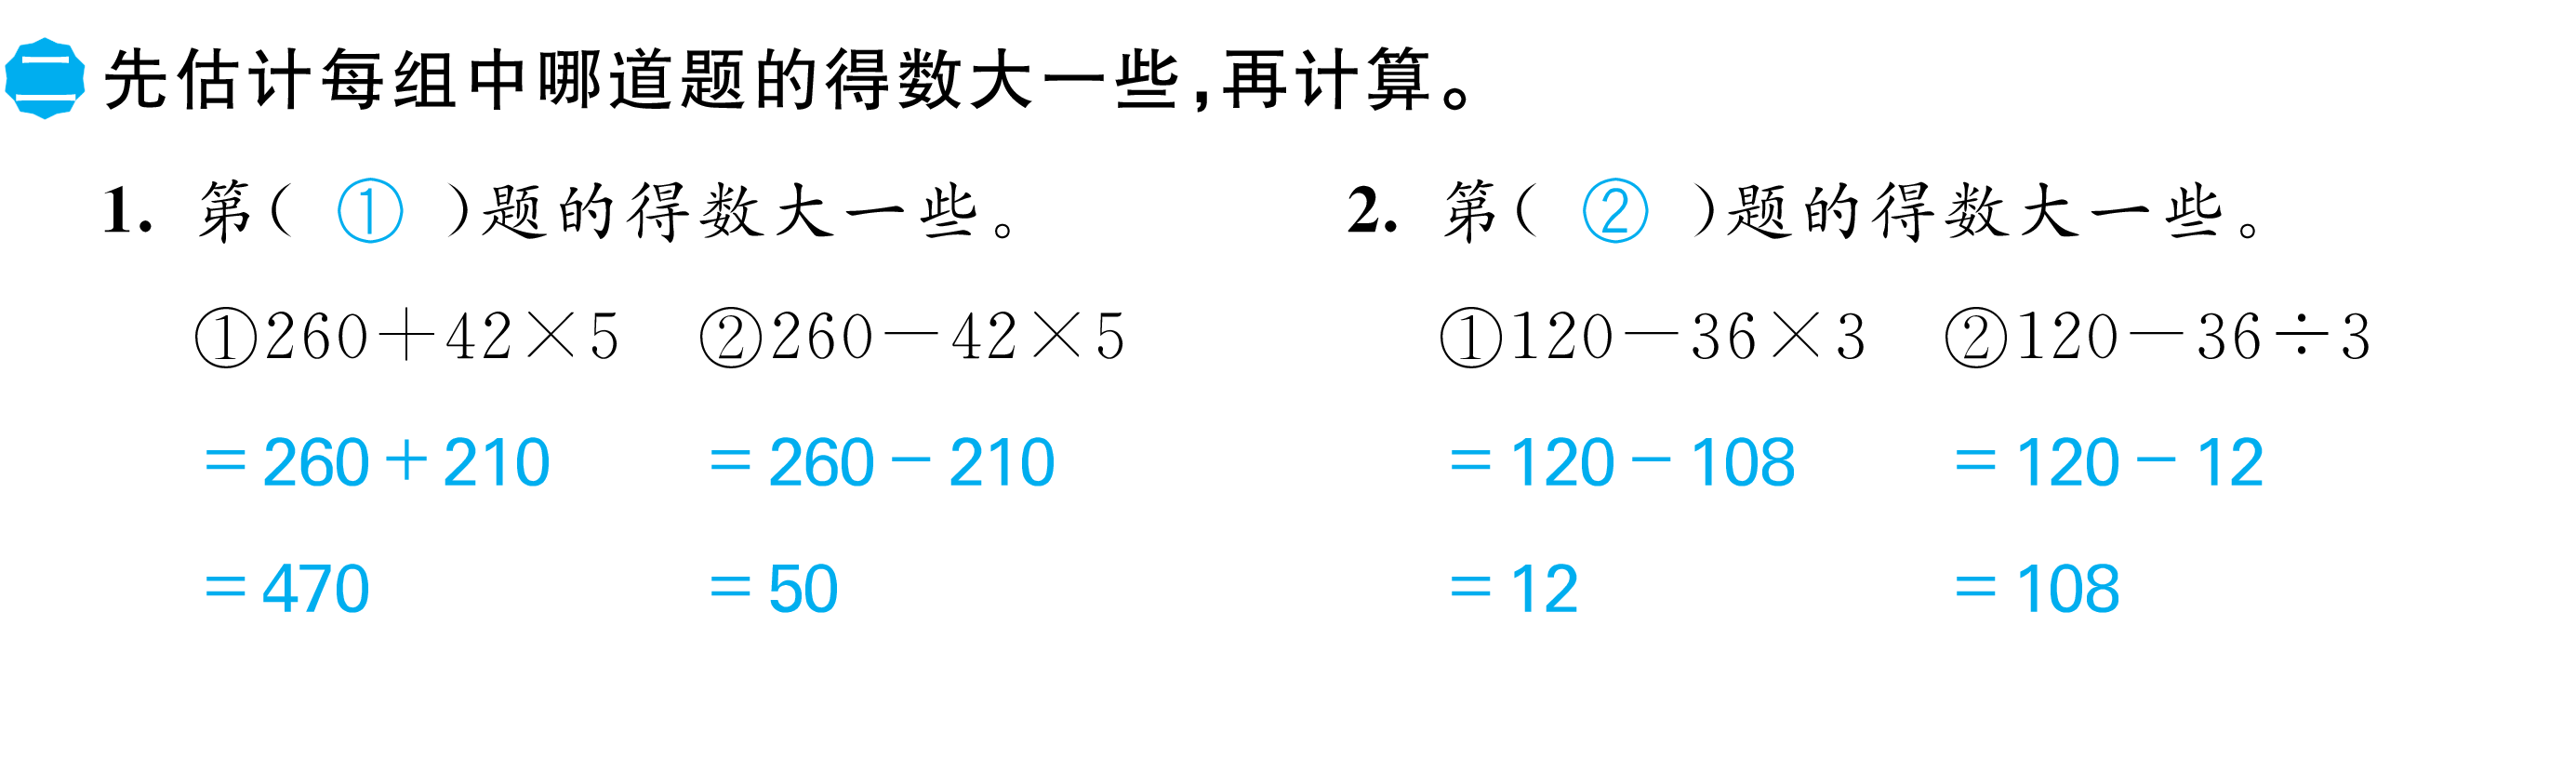 二 先估计每组中哪道题的得数大一些,再计算。
1. 第( ① )题的得数大一些。 2. 第( ② )题的得数大一些。
①260+42×5 ②260-42×5 ①120-36×3 ②120-36÷3
=260+210 =260-210 =120-108 =120-12
=470 =50 =12 =108